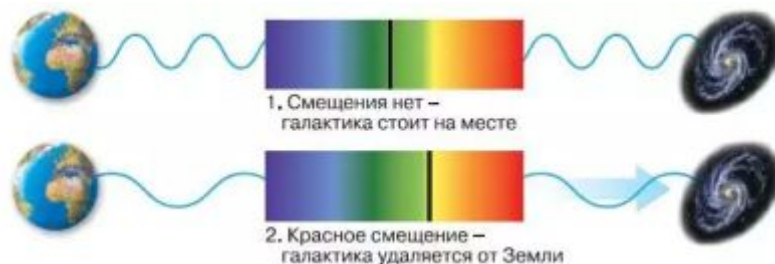 1. Смещения нет –
галактика стоит на месте
2. Красное смещение –
галактика удаляется от Земли